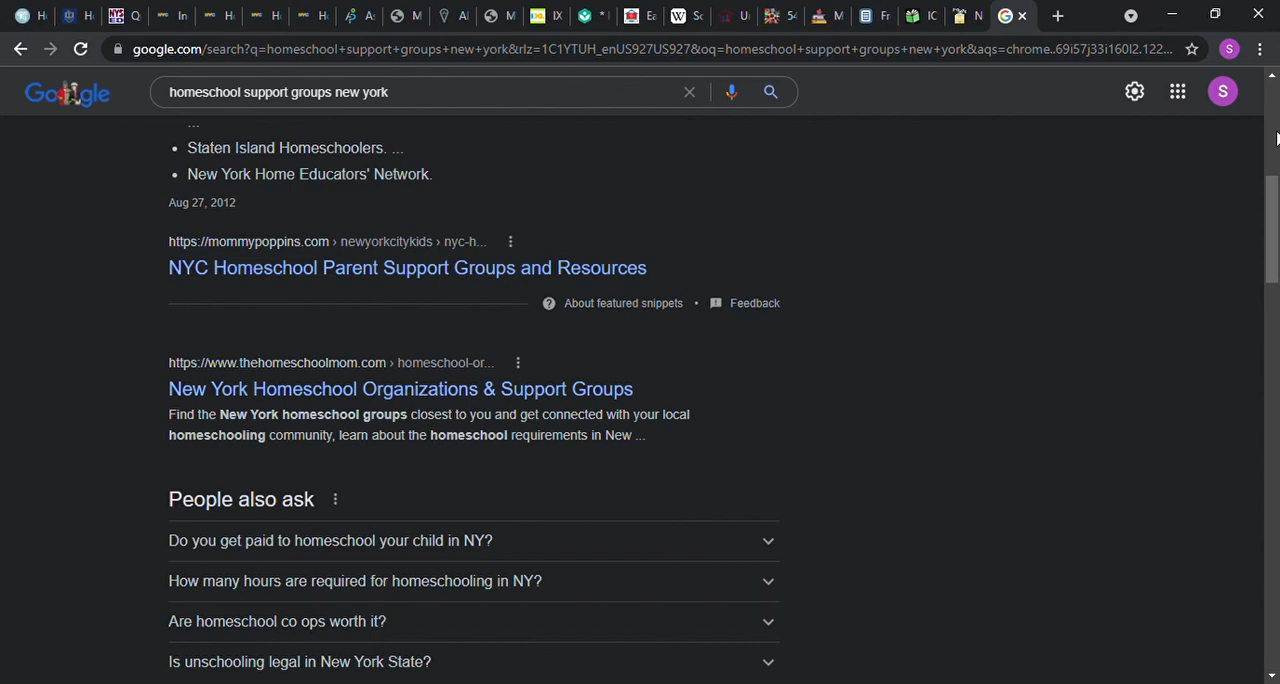 google.com/search?q=homeschool+support+groups+new+york&rlz=1C1YTUH_enUS927US927&oq=homeschool+support+groups+new+york&aqs=chrome..69i57j33i160l2.122...
S
Google
homeschool support groups new york
S
...
• Staten Island Homeschoolers. ...
• New York Home Educators' Network.
Aug 27, 2012
https://mommypoppins.com › newyorkcitykids › nyc-h...
NYC Homeschool Parent Support Groups and Resources
About featured snippets • Feedback
https://www.thehomeschoolmom.com › homeschool-or...
New York Homeschool Organizations & Support Groups
Find the New York homeschool groups closest to you and get connected with your local
homeschooling community, learn about the homeschool requirements in New ...
People also ask
Do you get paid to homeschool your child in NY?
How many hours are required for homeschooling in NY?
Are homeschool co ops worth it?
Is unschooling legal in New York State?